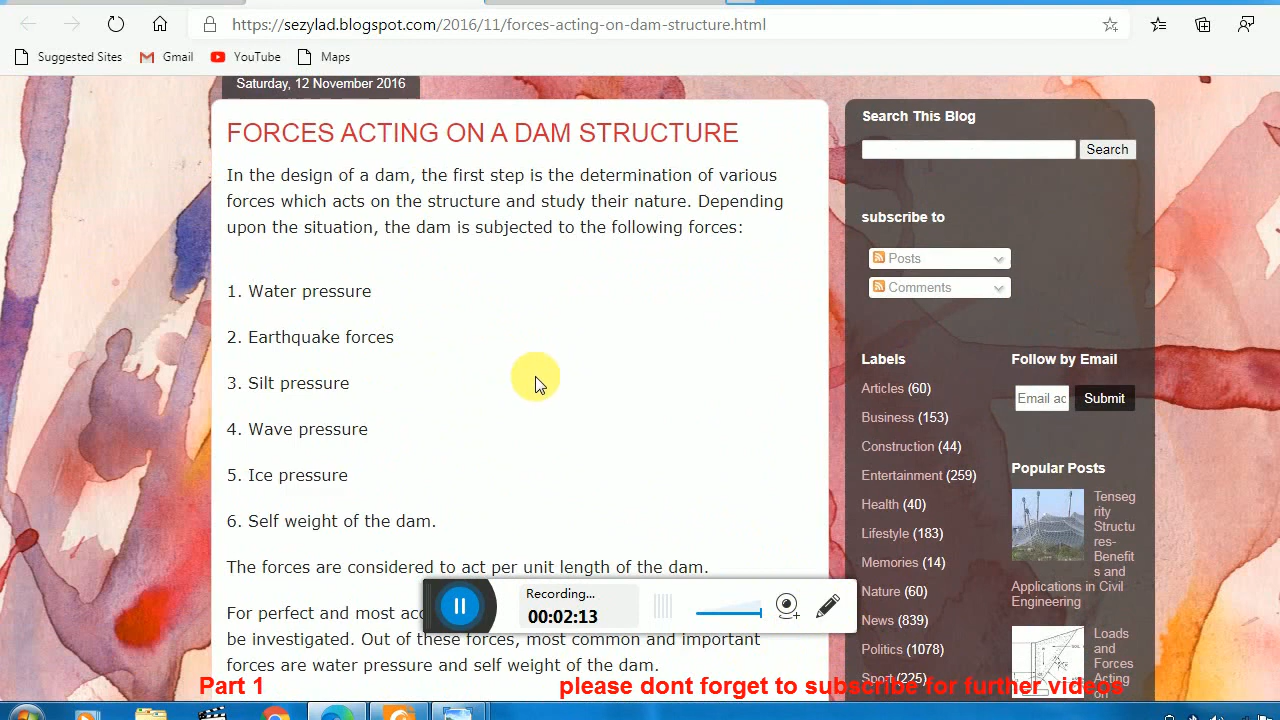 https://sezylad.blogspot.com/2016/11/forces-acting-on-dam-structure.html
Suggested Sites Gmail YouTube Maps
Saturday, 12 November 2016
FORCES ACTING ON A DAM STRUCTURE
In the design of a dam, the first step is the determination of various
forces which acts on the structure and study their nature. Depending
upon the situation, the dam is subjected to the following forces:
1. Water pressure
2. Earthquake forces
3. Silt pressure
4. Wave pressure
5. Ice pressure
6. Self weight of the dam.
The forces are considered to act per unit length of the dam.
For perfect and most
be investigated. Out of these forces, most common and important
forces are water pressure and self weight of the dam.
Search This Blog
Search
subscribe to
Posts
Comments
Labels
Articles (60)
Business (153)
Construction (44)
Entertainment (259)
Health (40)
Lifestyle (183)
Memories (14)
Nature (60)
News (839)
Politics (1078)
Sport (225)
Follow by Email
Email Submit
Popular Posts
Tenseg
rity
Structu
res-
Benefit
s and
Applications in Civil
Engineering
Loads
and
Forces
Acting
Recording...
00:02:13
Part 1 please dont forget to subscribe for further videos